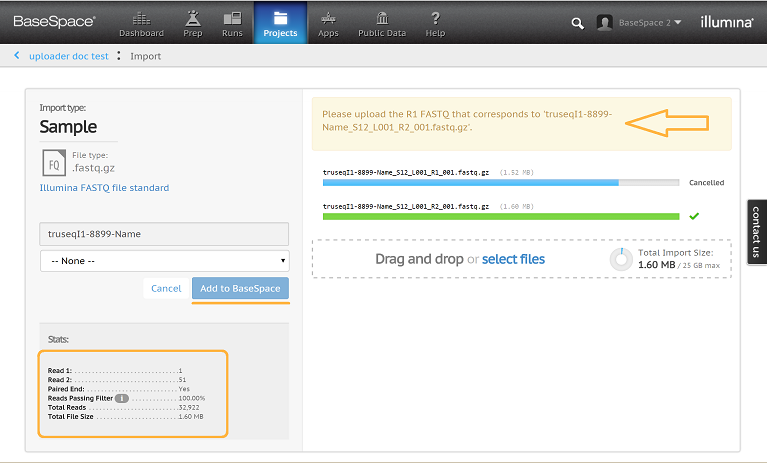 BaseSpace®
Dashboard
Prep
Runs
Projects
Apps
Public Data
? Help
BaseSpace 2
illumina®
uploader doc test : Import
Import type:
Sample
FQ
File type:
.fastq.gz
Illumina FASTQ file standard
truseqI1-8899-Name
-- None --
Cancel
Add to BaseSpace
Stats:
Read 1: 1
Read 2: 51
Paired End: Yes
Reads Passing Filter i 100.00%
Total Reads 32,922
Total File Size 1.60 MB
Please upload the R1 FASTQ that corresponds to 'truseqI1-8899-
Name_S12_L001_R2_001.fastq.gz'.
truseqI1-8899-Name_S12_L001_R1_001.fastq.gz (1.52 MB)
Cancelled
truseqI1-8899-Name_S12_L001_R2_001.fastq.gz (1.60 MB)
Drag and drop or select files
Total Import Size:
1.60 MB / 25 GB max
contact us